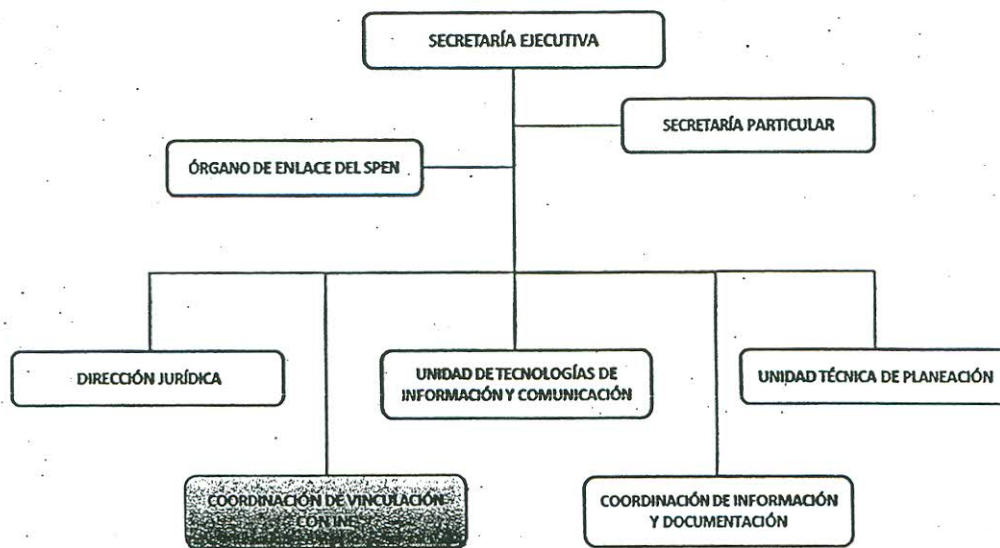 SECRETARÍA EJECUTIVA
SECRETARÍA PARTICULAR
ÓRGANO DE ENLACE DEL SPEN
DIRECCIÓN JURÍDICA
UNIDAD DE TECNOLOGÍAS DE
INFORMACIÓN Y COMUNICACIÓN
UNIDAD TÉCNICA DE PLANEACIÓN
COORDINACIÓN DE VINCULACIÓN
CON INE
COORDINACIÓN DE INFORMACIÓN
Y DOCUMENTACIÓN